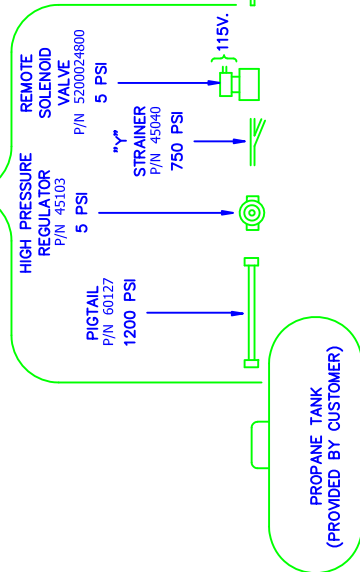 REMOTE
SOLENOID
VALVE
P/N 5200024800
5 PSI
115V.
"Y"
STRAINER
P/N 45040
750 PSI
HIGH PRESSURE
REGULATOR
P/N 45103
5 PSI
PIGTAIL
P/N 60127
1200 PSI
PROPANE TANK
(PROVIDED BY CUSTOMER)